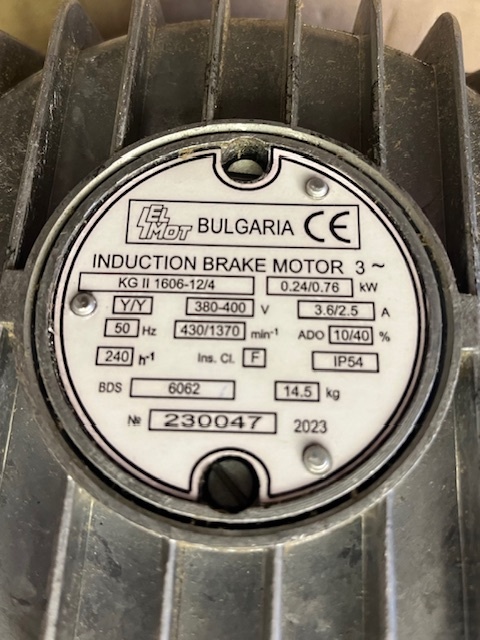 ELMOT BULGARIA CE
INDUCTION BRAKE MOTOR 3~
KG II 1606-12/4 0.24/0.76 kW
Y/Y 380-400 V 3.6/2.5 A
50 Hz 430/1370 min⁻¹ ADO 10/40 %
240 h⁻¹ Ins. Cl. F IP54
BDS 6062 14.5 kg
№ 230047 2023